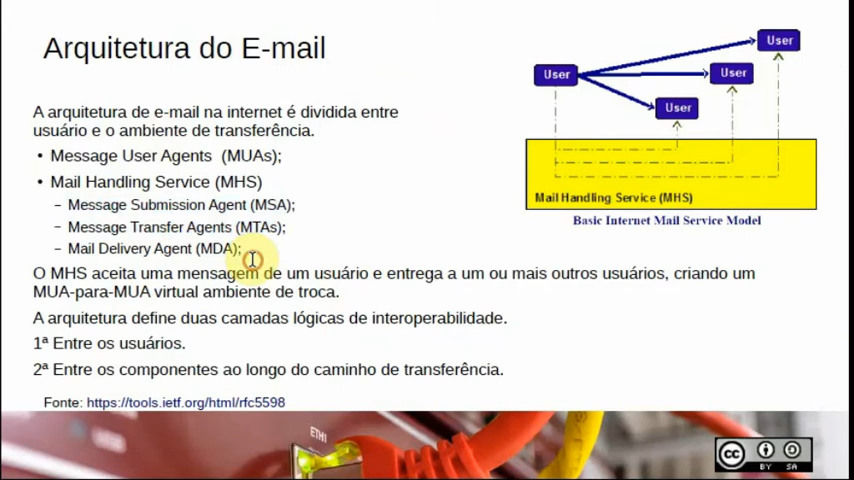 Arquitetura do E-mail
A arquitetura de e-mail na internet é dividida entre
usuário e o ambiente de transferência.
• Message User Agents (MUAs);
• Mail Handling Service (MHS)
– Message Submission Agent (MSA);
– Message Transfer Agents (MTAs);
– Mail Delivery Agent (MDA);
O MHS aceita uma mensagem de um usuário e entrega a um ou mais outros usuários, criando um
MUA-para-MUA virtual ambiente de troca.
A arquitetura define duas camadas lógicas de interoperabilidade.
1ª Entre os usuários.
2ª Entre os componentes ao longo do caminho de transferência.
Fonte: https://tools.ietf.org/html/rfc5598
User
User
User
User
Mail Handling Service (MHS)
Basic Internet Mail Service Model
ETH1
cc
BY SA